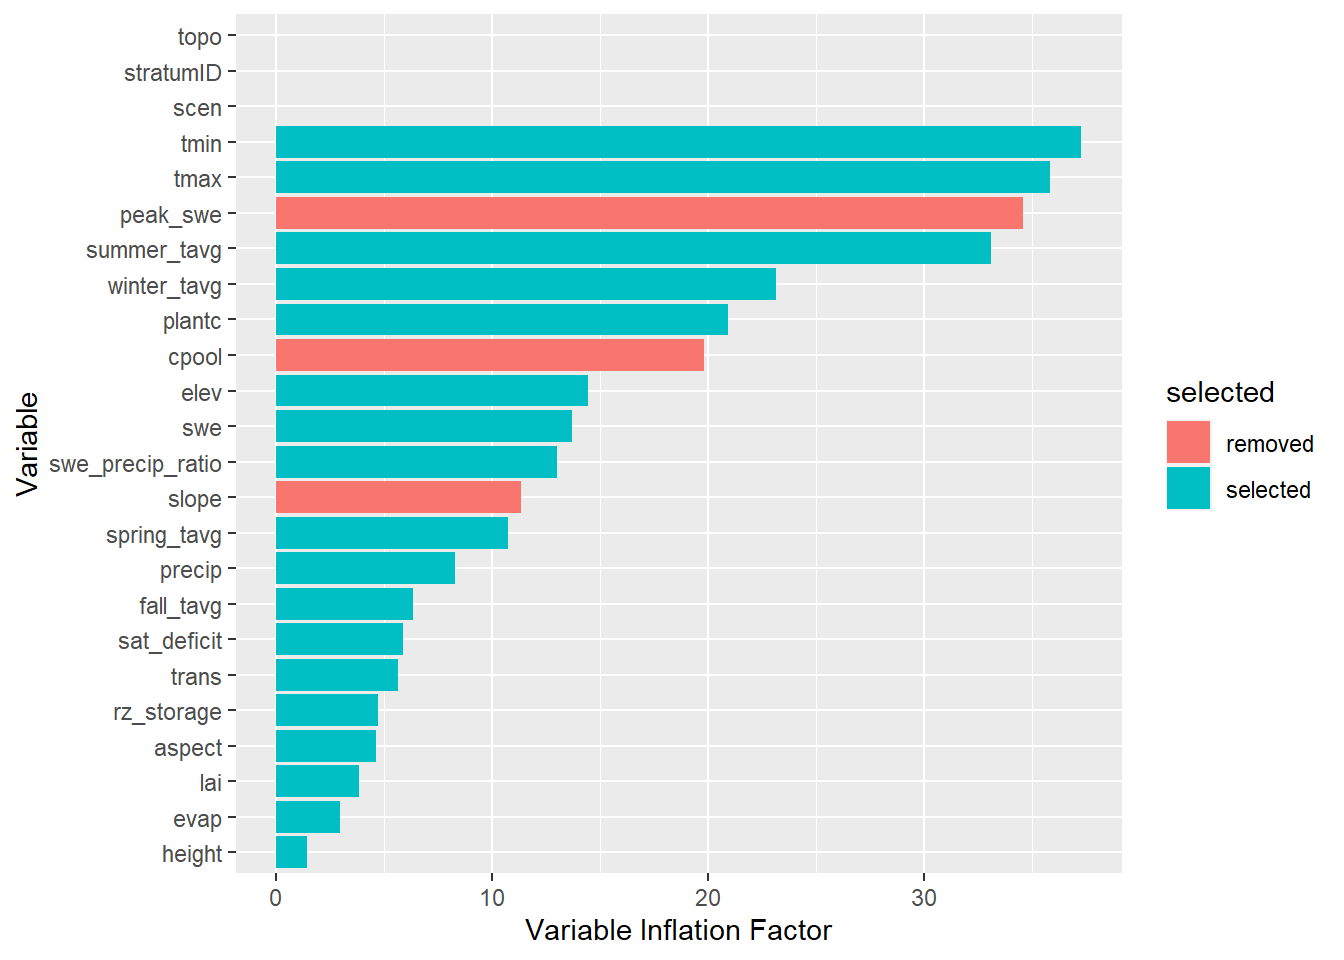 topo
stratumID
scen
tmin
tmax
peak_swe
summer_tavg
winter_tavg
plantc
cpool
elev
swe
swe_precip_ratio
slope
spring_tavg
precip
fall_tavg
sat_deficit
trans
rz_storage
aspect
lai
evap
height
Variable
0 10 20 30
Variable Inflation Factor
selected
removed
selected